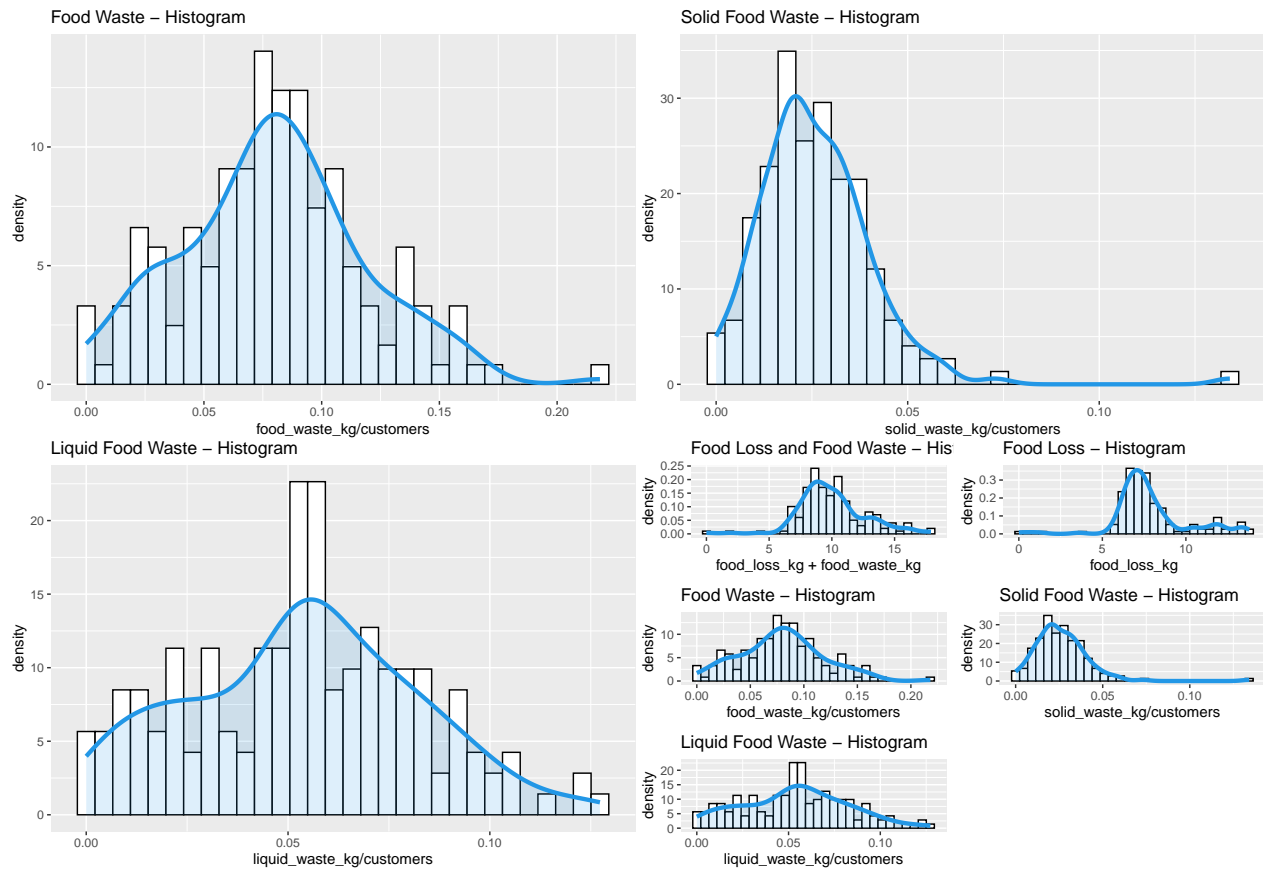 Food Waste − Histogram
density
10
5
0
0.00 0.05 0.10 0.15 0.20
food_waste_kg/customers
Solid Food Waste − Histogram
density
30
20
10
0
0.00 0.05 0.10
solid_waste_kg/customers
Liquid Food Waste − Histogram
density
20
15
10
5
0
0.00 0.05 0.10
liquid_waste_kg/customers
Food Loss and Food Waste − His
density
0.25
0.20
0.15
0.10
0.05
0.00
0 5 10 15
food_loss_kg + food_waste_kg
Food Loss − Histogram
density
0.3
0.2
0.1
0.0
0 5 10
food_loss_kg
Food Waste − Histogram
density
10
5
0
0.00 0.05 0.10 0.15 0.20
food_waste_kg/customers
Solid Food Waste − Histogram
density
30
20
10
0
0.00 0.05 0.10
solid_waste_kg/customers
Liquid Food Waste − Histogram
density
20
15
10
5
0
0.00 0.05 0.10
liquid_waste_kg/customers